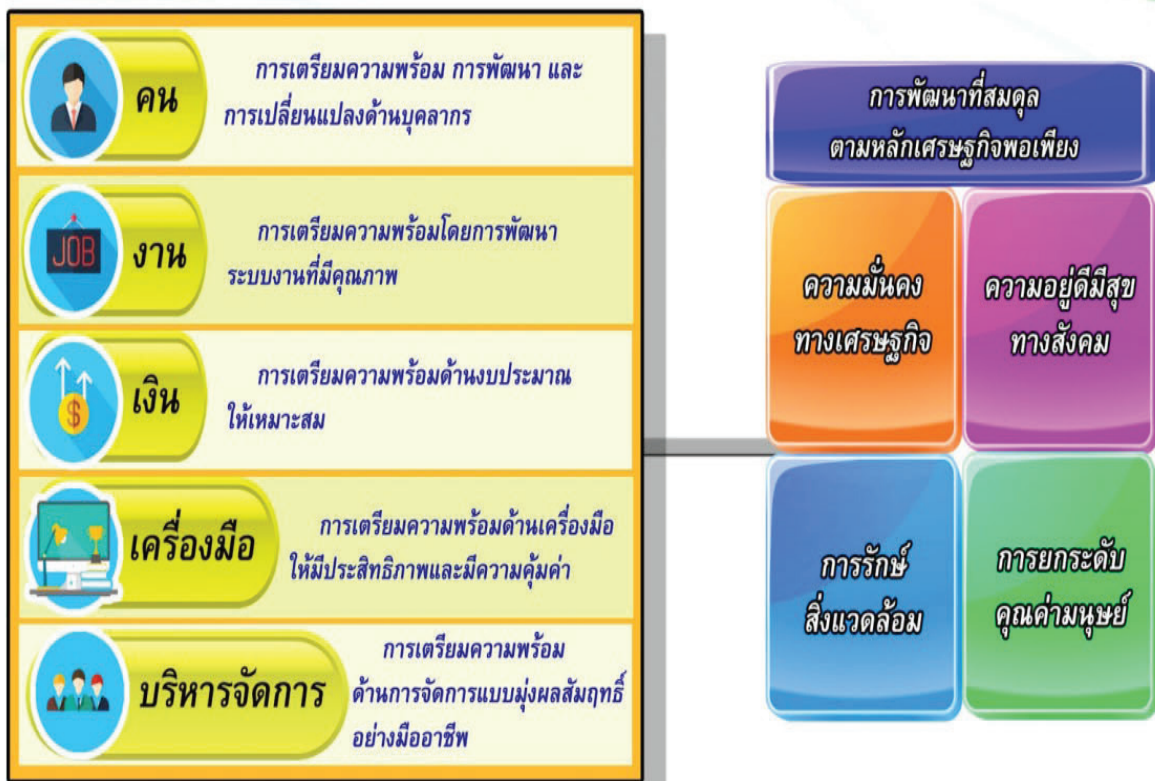 คน
การเตรียมความพร้อม การพัฒนา และ
การเปลี่ยนแปลงด้านบุคลากร
JOB
งาน
การเตรียมความพร้อมโดยการพัฒนา
ระบบงานที่มีคุณภาพ
$
เงิน
การเตรียมความพร้อมด้านงบประมาณ
ให้เหมาะสม
เครื่องมือ
การเตรียมความพร้อมด้านเครื่องมือ
ให้มีประสิทธิภาพและมีความคุ้มค่า
บริหารจัดการ
การเตรียมความพร้อม
ด้านการจัดการแบบมุ่งผลสัมฤทธิ์
อย่างมืออาชีพ
การพัฒนาที่สมดุล
ตามหลักเศรษฐกิจพอเพียง
ความมั่นคง
ทางเศรษฐกิจ
ความอยู่ดีมีสุข
ทางสังคม
การรักษ์
สิ่งแวดล้อม
การยกระดับ
คุณค่ามนุษย์